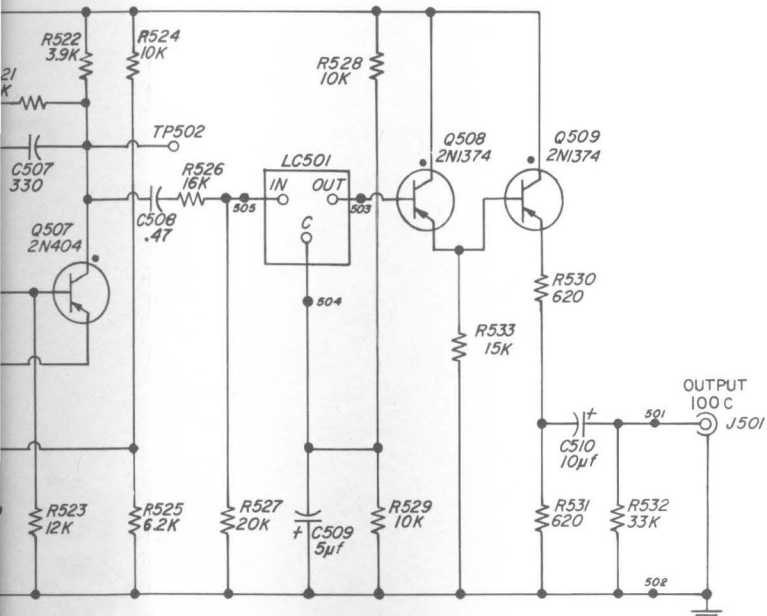 R522
3.9K
R524
10K
R528
10K
21
K
C507
330
TP502
R526
16K
LC501
IN
OUT
C
505
503
504
Q508
2N1374
Q509
2N1374
C508
.47
Q507
2N404
R530
620
R533
15K
OUTPUT
100 C
J501
501
C510
10µf
+
R523
12K
R525
6.2K
R527
20K
+
C509
5µf
R529
10K
R531
620
R532
33K
502